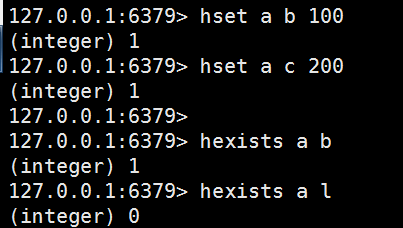 127.0.0.1:6379> hset a b 100
(integer) 1
127.0.0.1:6379> hset a c 200
(integer) 1
127.0.0.1:6379>
127.0.0.1:6379> hexists a b
(integer) 1
127.0.0.1:6379> hexists a l
(integer) 0